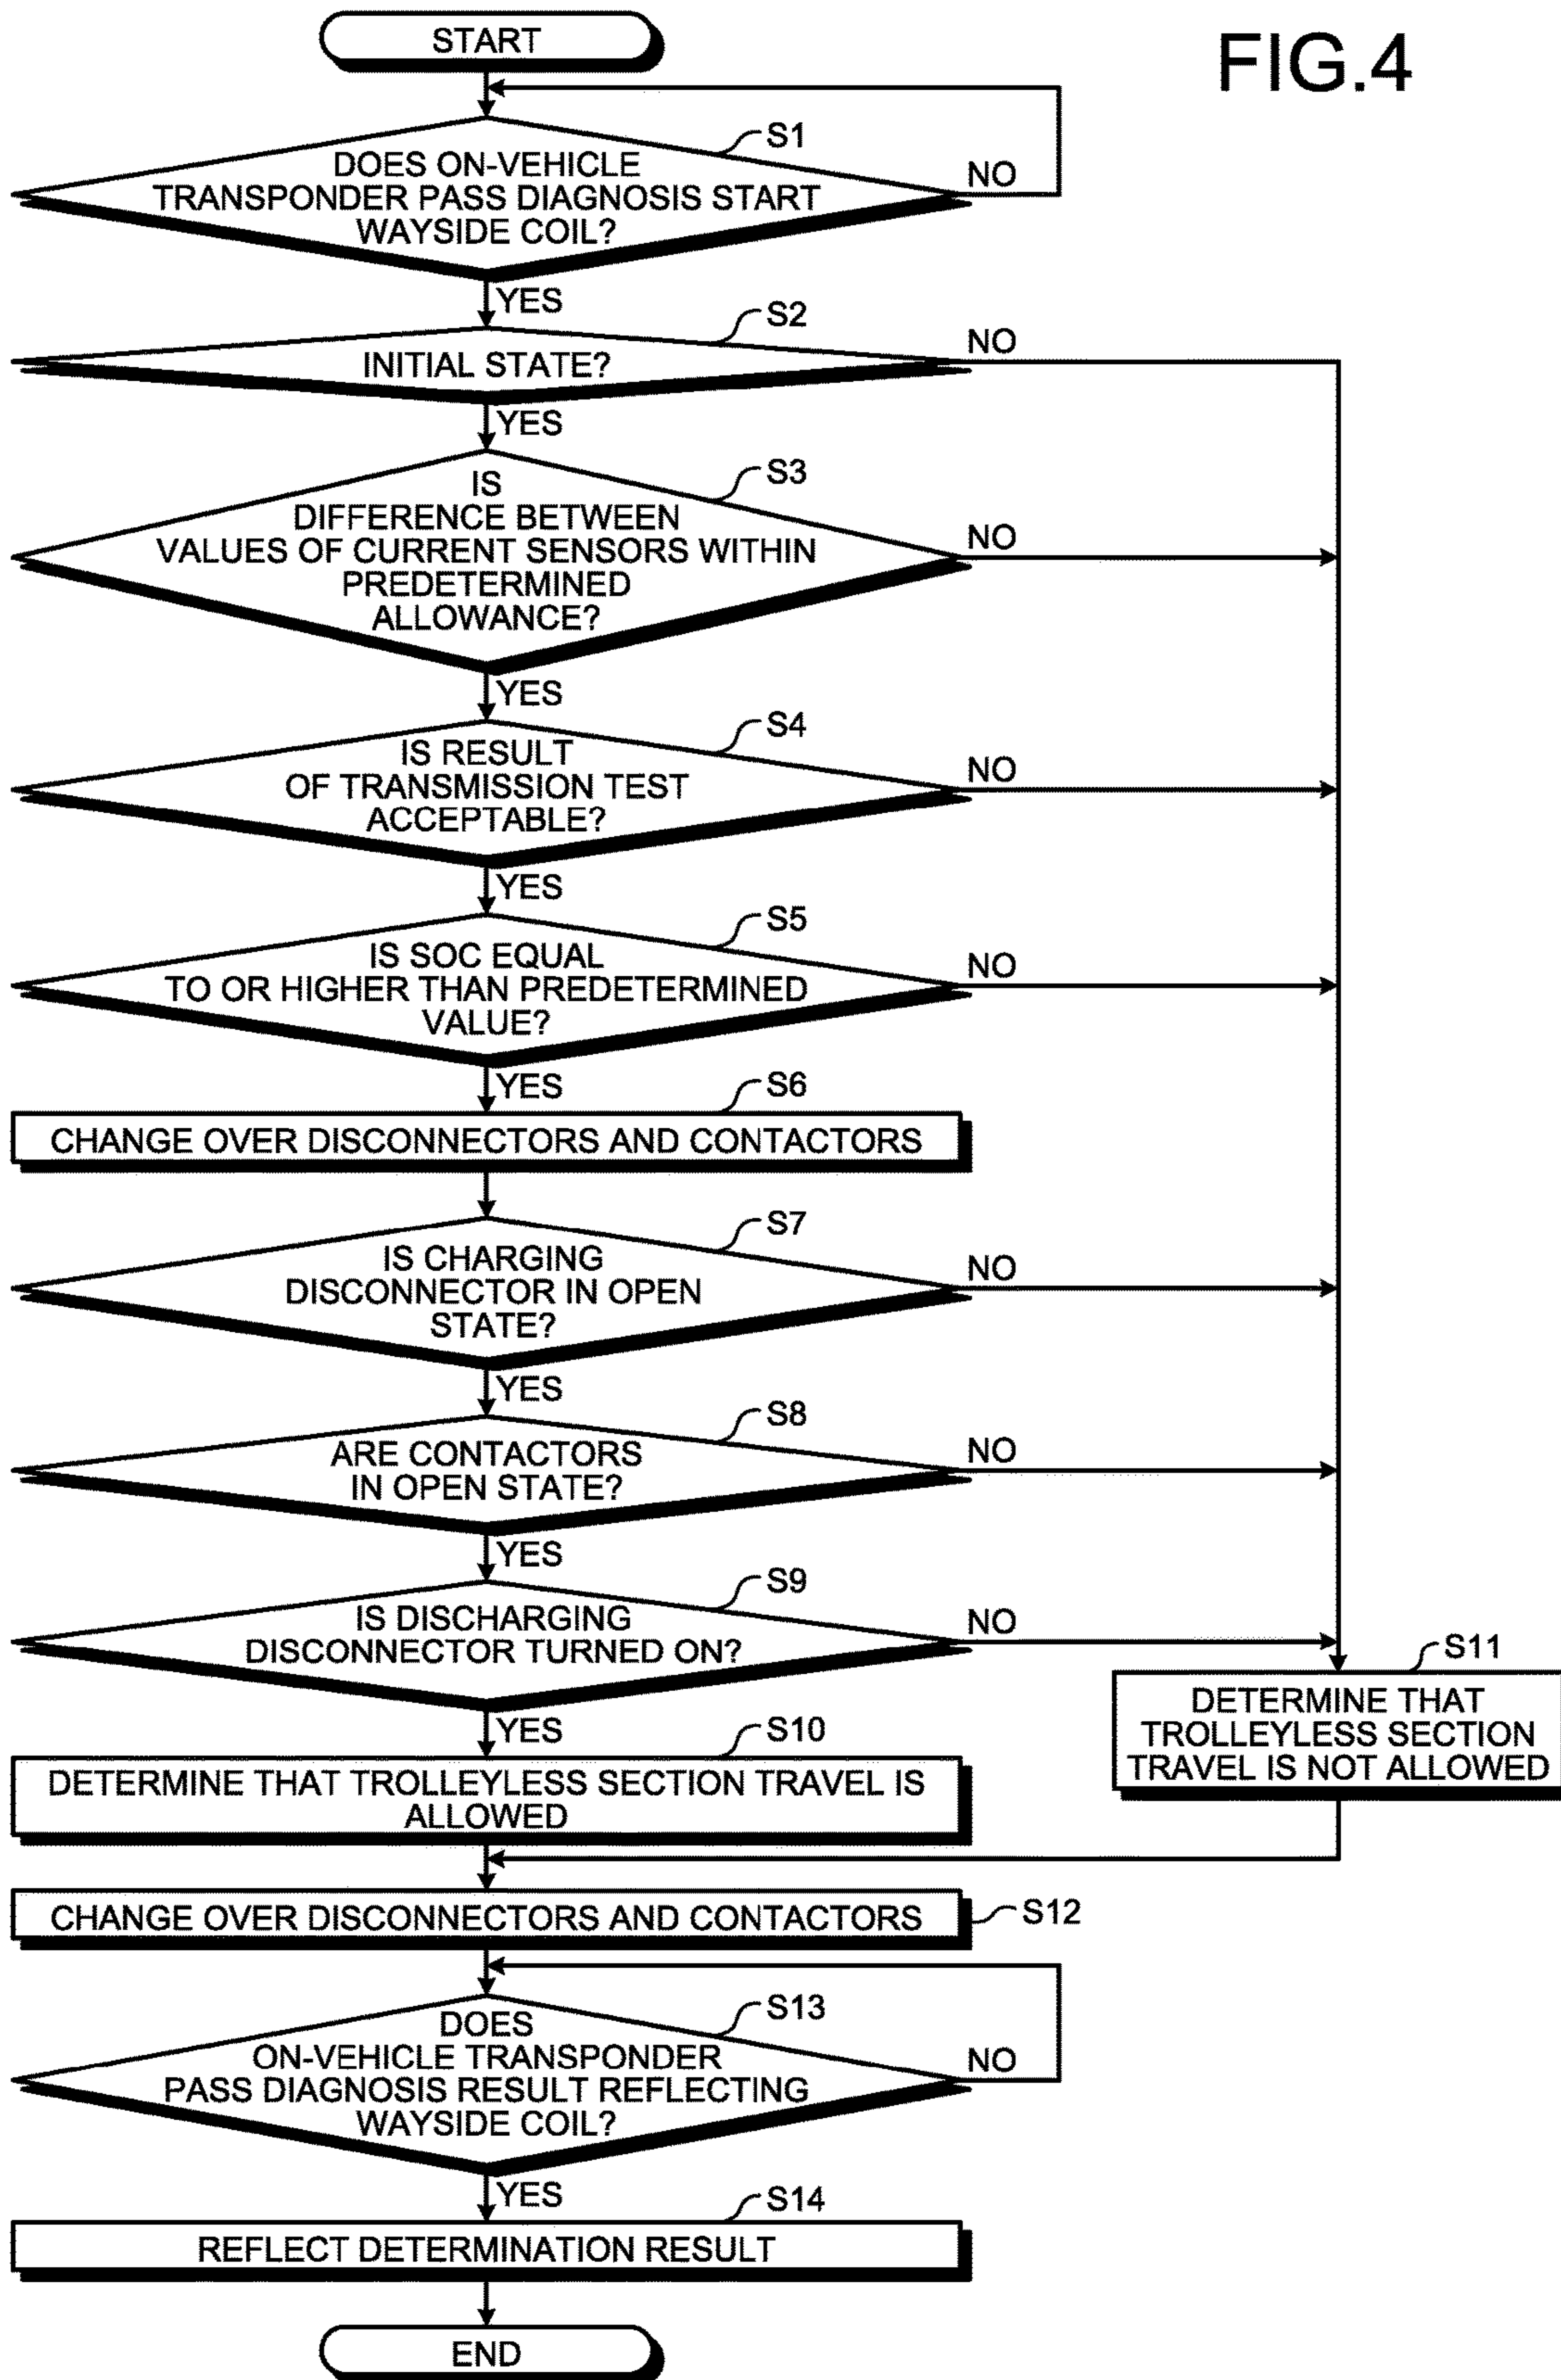 FIG.4
START
S1
DOES ON-VEHICLE
TRANSPONDER PASS DIAGNOSIS START
WAYSIDE COIL?
NO
YES
S2
INITIAL STATE?
NO
YES
S3
IS
DIFFERENCE BETWEEN
VALUES OF CURRENT SENSORS WITHIN
PREDETERMINED
ALLOWANCE?
NO
YES
S4
IS RESULT
OF TRANSMISSION TEST
ACCEPTABLE?
NO
YES
S5
IS SOC EQUAL
TO OR HIGHER THAN PREDETERMINED
VALUE?
NO
YES
S6
CHANGE OVER DISCONNECTORS AND CONTACTORS
S7
IS CHARGING
DISCONNECTOR IN OPEN
STATE?
NO
YES
S8
ARE CONTACTORS
IN OPEN STATE?
NO
YES
S9
IS DISCHARGING
DISCONNECTOR TURNED ON?
NO
YES
S10
DETERMINE THAT TROLLEYLESS SECTION TRAVEL IS
ALLOWED
S11
DETERMINE THAT
TROLLEYLESS SECTION
TRAVEL IS NOT ALLOWED
CHANGE OVER DISCONNECTORS AND CONTACTORS
S12
S13
DOES
ON-VEHICLE TRANSPONDER
PASS DIAGNOSIS RESULT REFLECTING
WAYSIDE COIL?
NO
YES
S14
REFLECT DETERMINATION RESULT
END